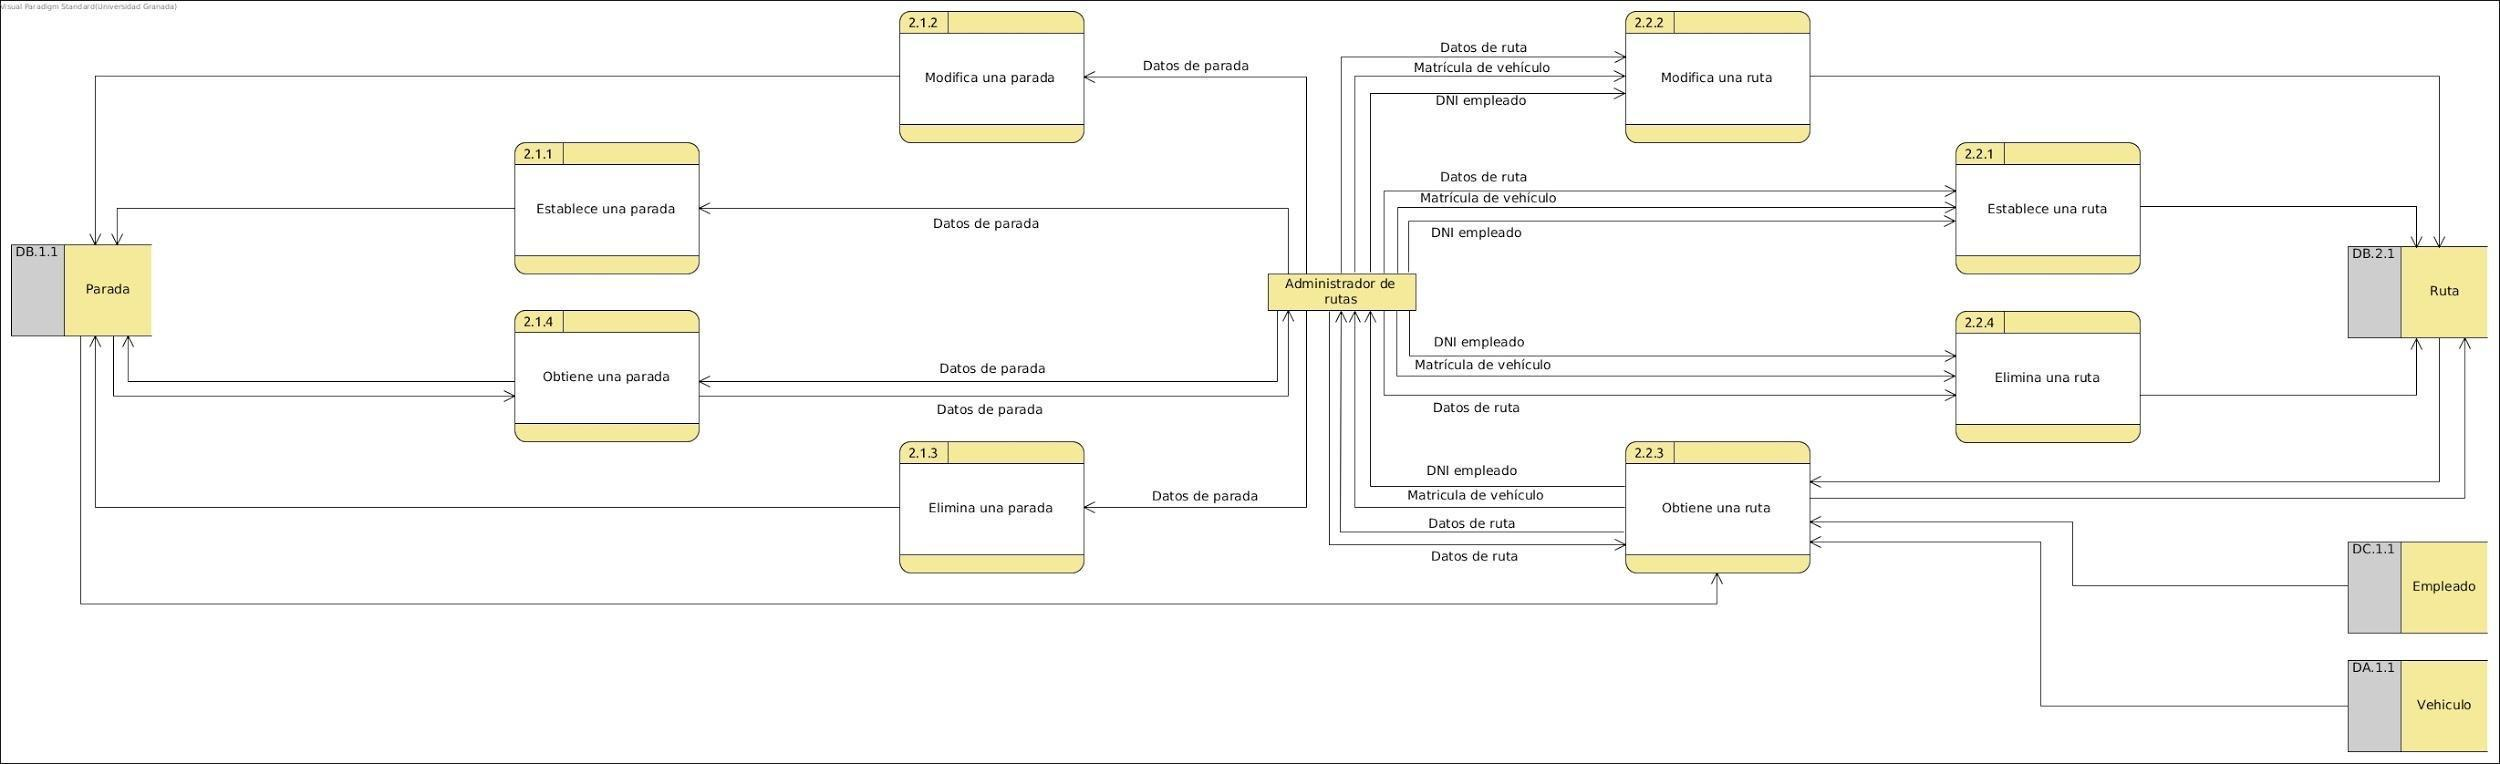 Visual Paradigm Standard(Universidad Granada)
2.1.2
Modifica una parada
Datos de parada
Datos de ruta
Matrícula de vehículo
DNI empleado
2.2.2
Modifica una ruta
2.1.1
Establece una parada
Datos de parada
Datos de ruta
Matrícula de vehículo
DNI empleado
2.2.1
Establece una ruta
DB.1.1
Parada
Administrador de
rutas
DB.2.1
Ruta
2.1.4
Obtiene una parada
Datos de parada
Datos de parada
DNI empleado
Matrícula de vehículo
Datos de ruta
2.2.4
Elimina una ruta
2.1.3
Elimina una parada
Datos de parada
DNI empleado
Matricula de vehículo
Datos de ruta
Datos de ruta
2.2.3
Obtiene una ruta
DC.1.1
Empleado
DA.1.1
Vehiculo